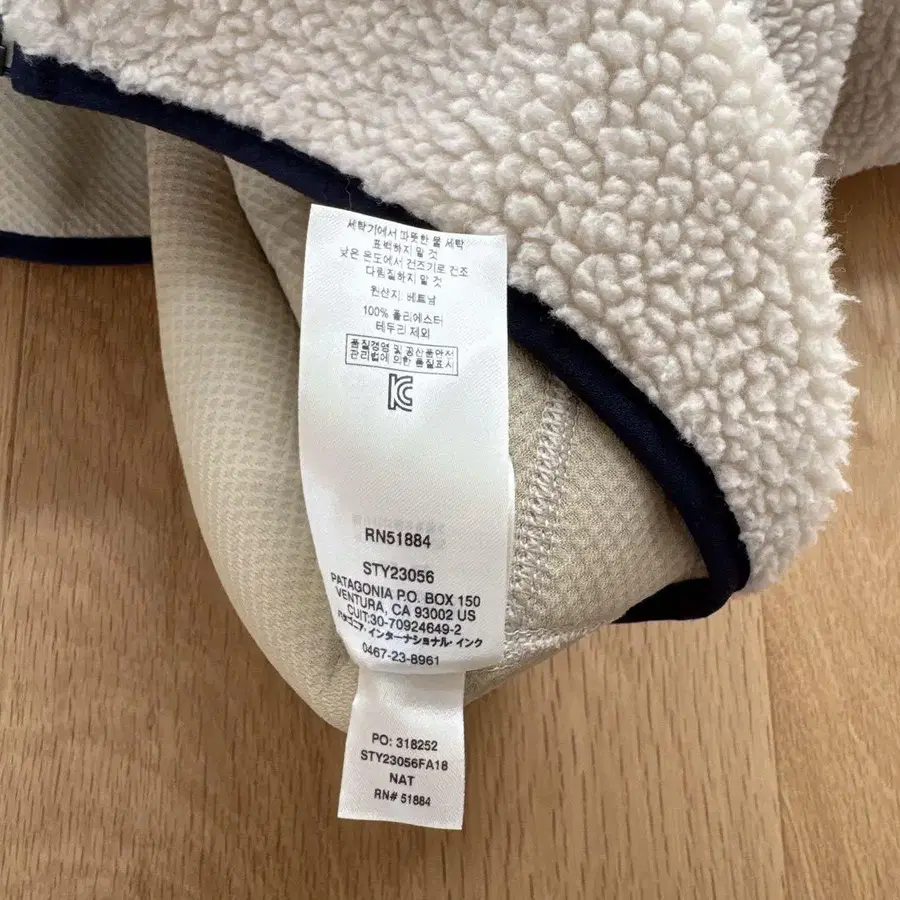 세탁기에서 따뜻한 물 세탁
표백하지 말 것
낮은 온도에서 건조기로 건조
다림질하지 말 것
원산지: 베트남
100% 폴리에스터
테두리 제외
품질경영 및 공산품안전
관리법에 의한 품질표시
KC
RN51884
STY23056
PATAGONIA P.O. BOX 150
VENTURA, CA 93002 US
CUIT:30-70924649-2
パタゴニア・インターナショナル・インク
0467-23-8961
PO: 318252
STY23056FA18
NAT
RN# 51884